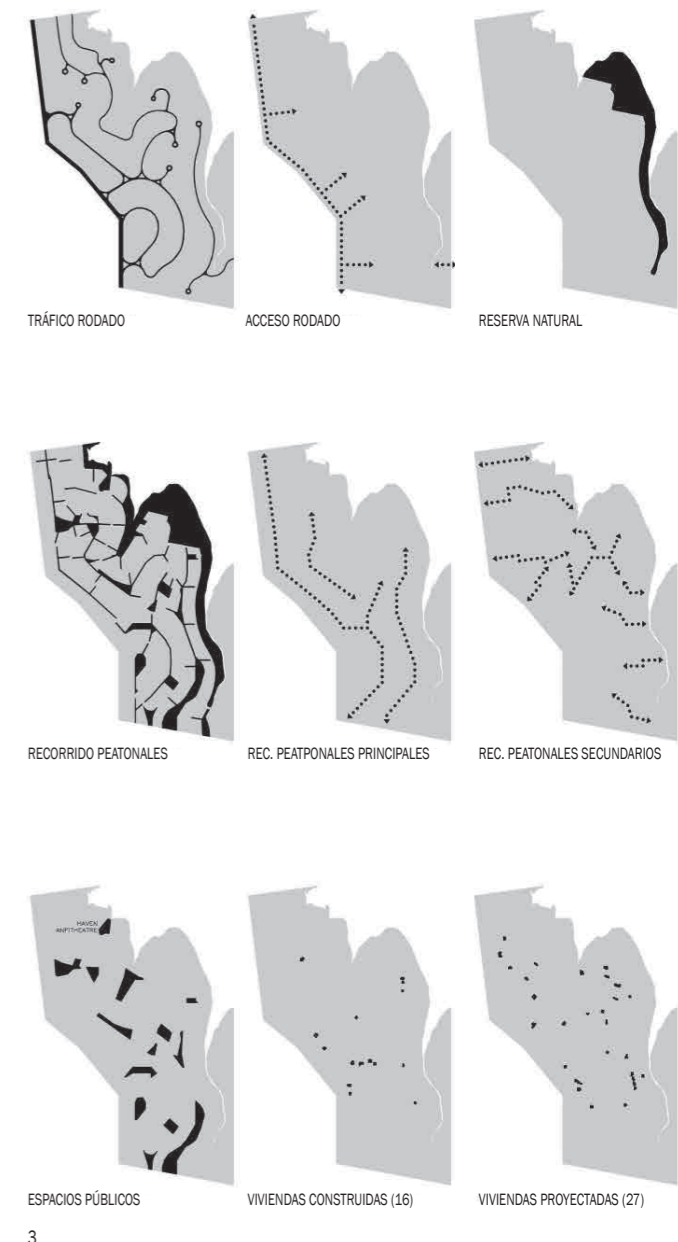 TRÁFICO RODADO
ACCESO RODADO
RESERVA NATURAL
RECORRIDO PEATONALES
REC. PEATPONALES PRINCIPALES
REC. PEATONALES SECUNDARIOS
HAVEN
ANFITHEATRE
ESPACIOS PÚBLICOS
VIVIENDAS CONSTRUIDAS (16)
VIVIENDAS PROYECTADAS (27)
3